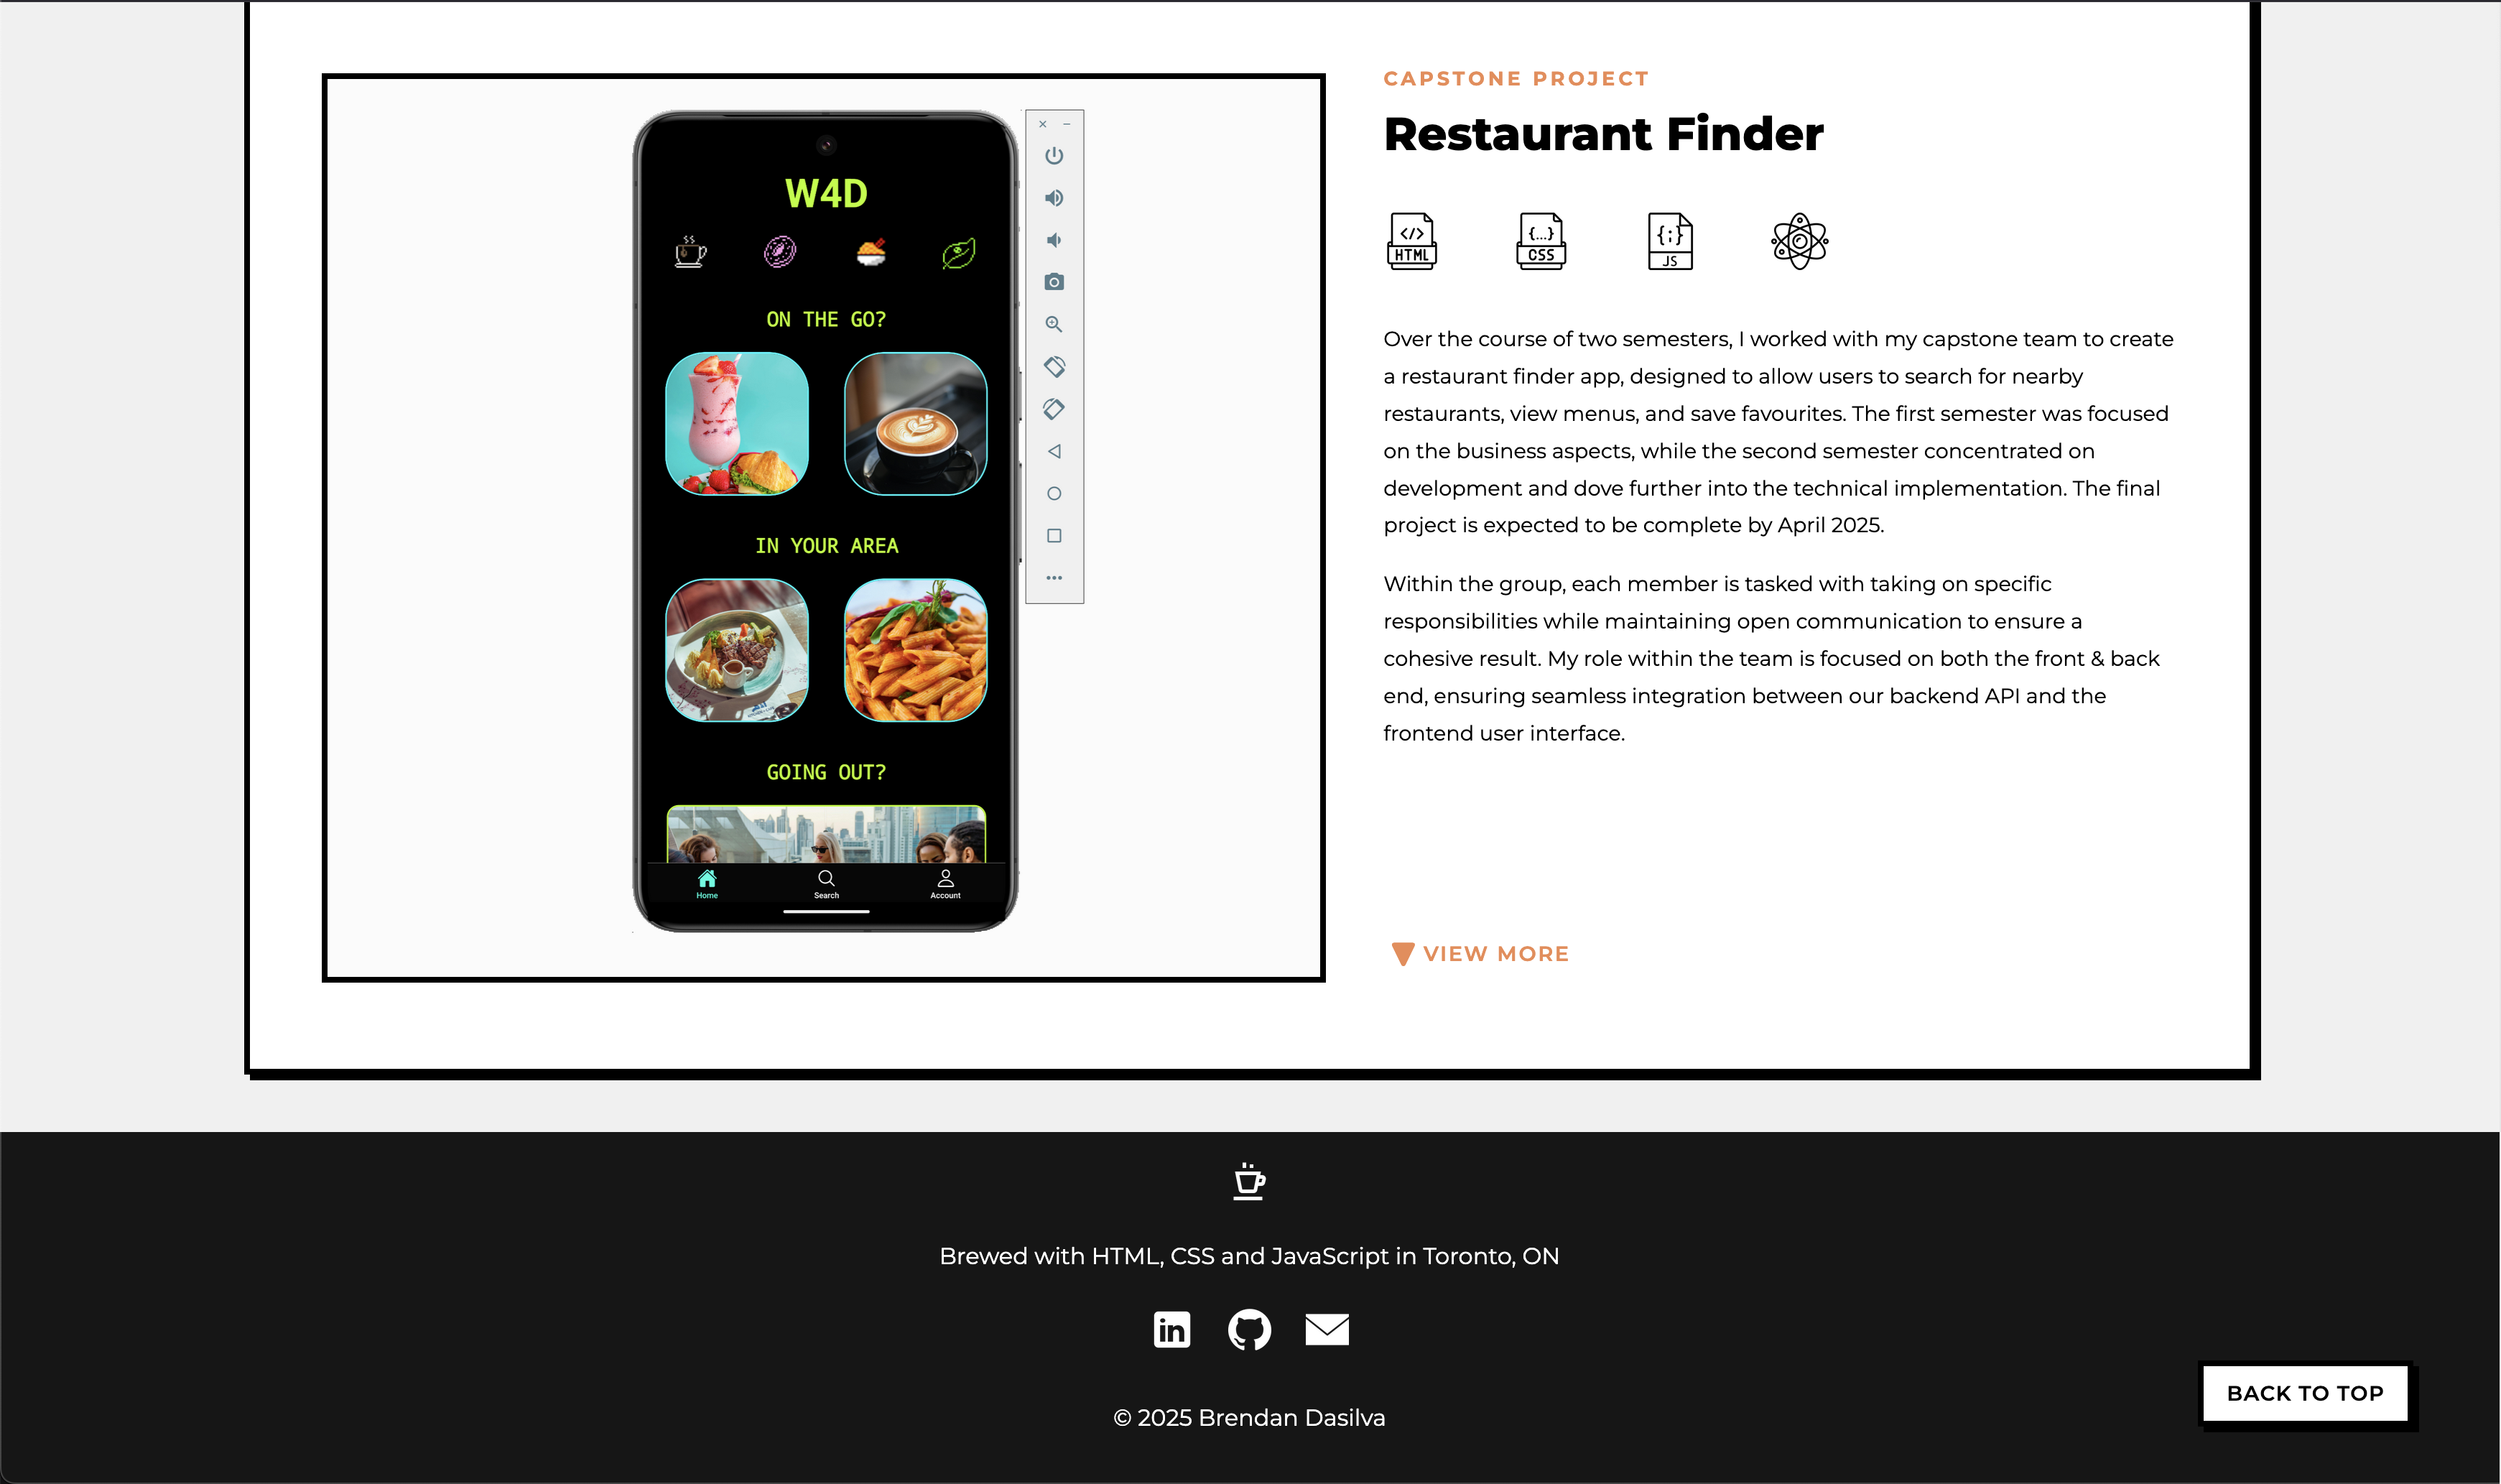 W4D
ON THE GO?
IN YOUR AREA
GOING OUT?
Home
Search
Account
CAPSTONE PROJECT
Restaurant Finder
</>
HTML
{...}
CSS
{;}
JS
Over the course of two semesters, I worked with my capstone team to create
a restaurant finder app, designed to allow users to search for nearby
restaurants, view menus, and save favourites. The first semester was focused
on the business aspects, while the second semester concentrated on
development and dove further into the technical implementation. The final
project is expected to be complete by April 2025.
Within the group, each member is tasked with taking on specific
responsibilities while maintaining open communication to ensure a
cohesive result. My role within the team is focused on both the front & back
end, ensuring seamless integration between our backend API and the
frontend user interface.
VIEW MORE
Brewed with HTML, CSS and JavaScript in Toronto, ON
in
© 2025 Brendan Dasilva
BACK TO TOP